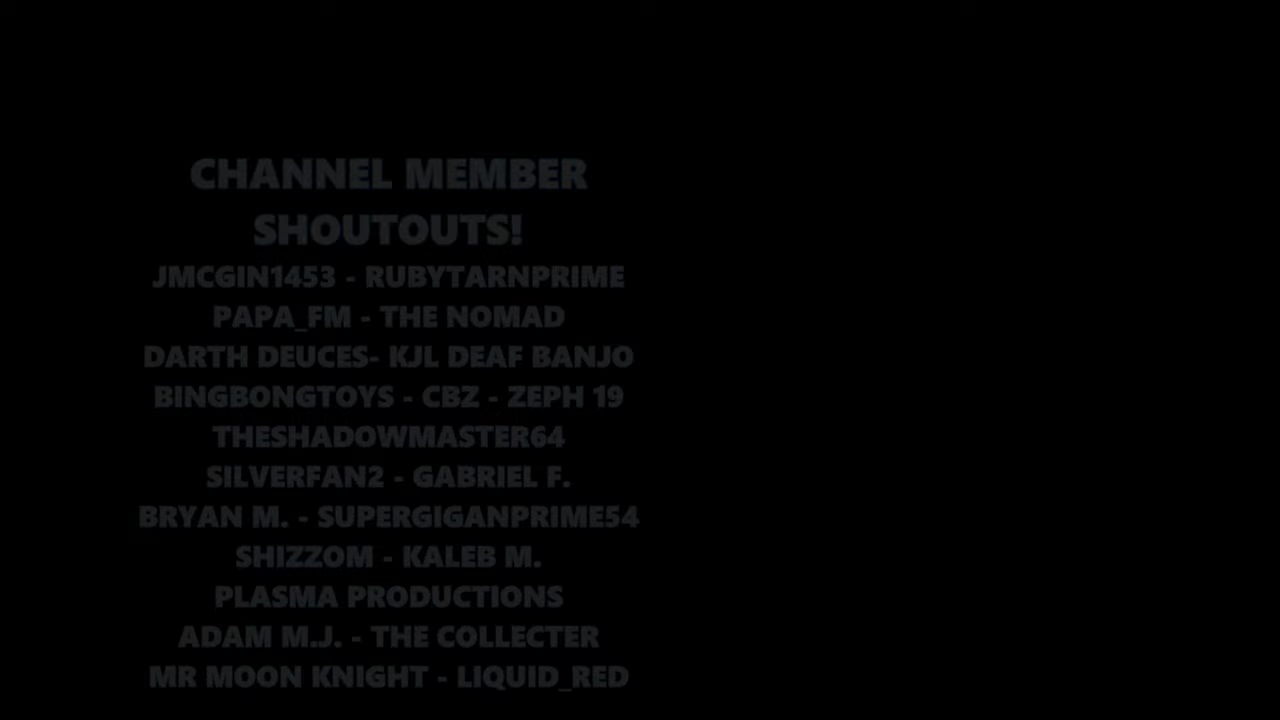 CHANNEL MEMBER
SHOUTOUTS!
JMCGIN1453 - RUBYTARNPRIME
PAPA_FM - THE NOMAD
DARTH DEUCES- KJL DEAF BANJO
BINGBONGTOYS - CBZ - ZEPH 19
THESHADOWMASTER64
SILVERFAN2 - GABRIEL F.
BRYAN M. - SUPERGIGANPRIME54
SHIZZOM - KALEB M.
PLASMA PRODUCTIONS
ADAM M.J. - THE COLLECTER
MR MOON KNIGHT - LIQUID_RED